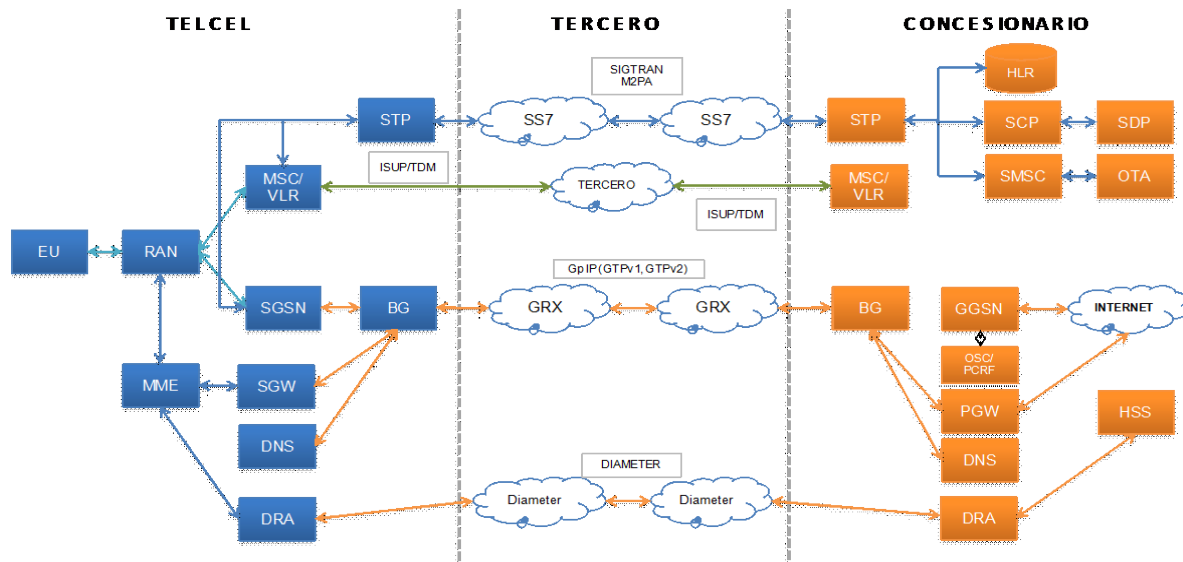 TELCEL
TERCERO
CONCESIONARIO
SIGTRAN
M2PA
HLR
STP
SS7
SS7
STP
SCP
SDP
ISUP/TDM
MSC/
VLR
TERCERO
MSC/
VLR
SMSC
OTA
ISUP/TDM
EU
RAN
GpIP(GTPv1, GTPv2)
SGSN
BG
GRX
GRX
BG
GGSN
INTERNET
OSC/
PCRF
MME
SGW
PGW
HSS
DNS
DNS
DIAMETER
Diameter
Diameter
DRA
DRA